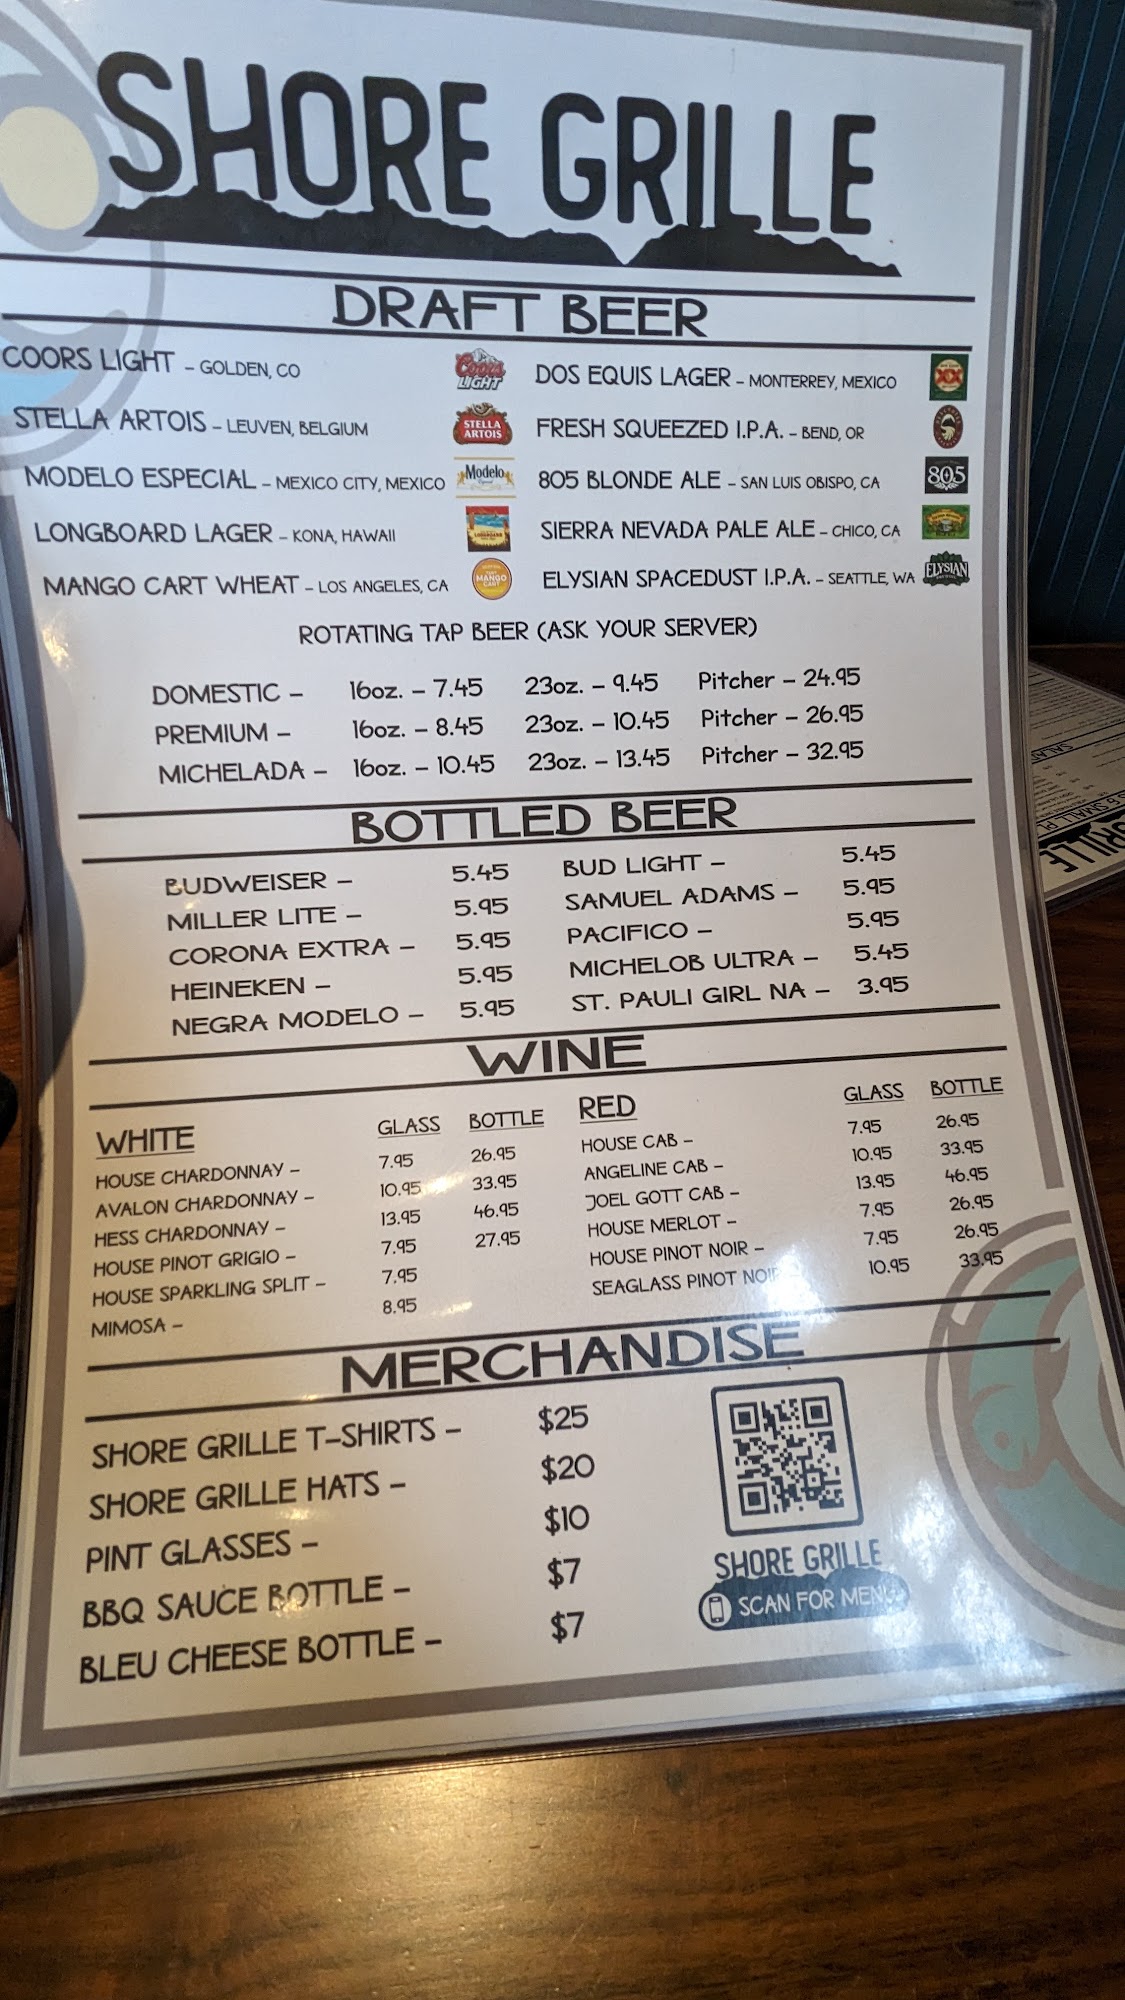 SHORE GRILLE
DRAFT BEER
COORS LIGHT – GOLDEN, CO
Coors LIGHT
STELLA ARTOIS – LEUVEN, BELGIUM
STELLA ARTOIS
MODELO ESPECIAL – MEXICO CITY, MEXICO
Modelo
LONGBOARD LAGER – KONA, HAWAII
MANGO CART WHEAT – LOS ANGELES, CA
MANGO CART
DOS EQUIS LAGER – MONTERREY, MEXICO
XX
FRESH SQUEEZED I.P.A. – BEND, OR
805 BLONDE ALE – SAN LUIS OBISPO, CA
805
SIERRA NEVADA PALE ALE – CHICO, CA
ELYSIAN SPACEDUST I.P.A. – SEATTLE, WA
ELYSIAN
ROTATING TAP BEER (ASK YOUR SERVER)
DOMESTIC – 16oz. – 7.45 23oz. – 9.45 Pitcher – 24.95
PREMIUM – 16oz. – 8.45 23oz. – 10.45 Pitcher – 26.95
MICHELADA – 16oz. – 10.45 23oz. – 13.45 Pitcher – 32.95
BOTTLED BEER
BUDWEISER – 5.45
MILLER LITE – 5.95
CORONA EXTRA – 5.95
HEINEKEN – 5.95
NEGRA MODELO – 5.95
BUD LIGHT – 5.45
SAMUEL ADAMS – 5.95
PACIFICO – 5.95
MICHELOB ULTRA – 5.45
ST. PAULI GIRL NA – 3.95
WINE
WHITE GLASS BOTTLE
HOUSE CHARDONNAY – 7.95 26.95
AVALON CHARDONNAY – 10.95 33.95
HESS CHARDONNAY – 13.95 46.95
HOUSE PINOT GRIGIO – 7.95 27.95
HOUSE SPARKLING SPLIT – 7.95
MIMOSA – 8.95
RED GLASS BOTTLE
HOUSE CAB – 7.95 26.95
ANGELINE CAB – 10.95 33.95
JOEL GOTT CAB – 13.95 46.95
HOUSE MERLOT – 7.95 26.95
HOUSE PINOT NOIR – 7.95 26.95
SEAGLASS PINOT NOIR 10.95 33.95
MERCHANDISE
SHORE GRILLE T-SHIRTS – $25
SHORE GRILLE HATS – $20
PINT GLASSES – $10
BBQ SAUCE BOTTLE – $7
BLEU CHEESE BOTTLE – $7
SHORE GRILLE
SCAN FOR MENU